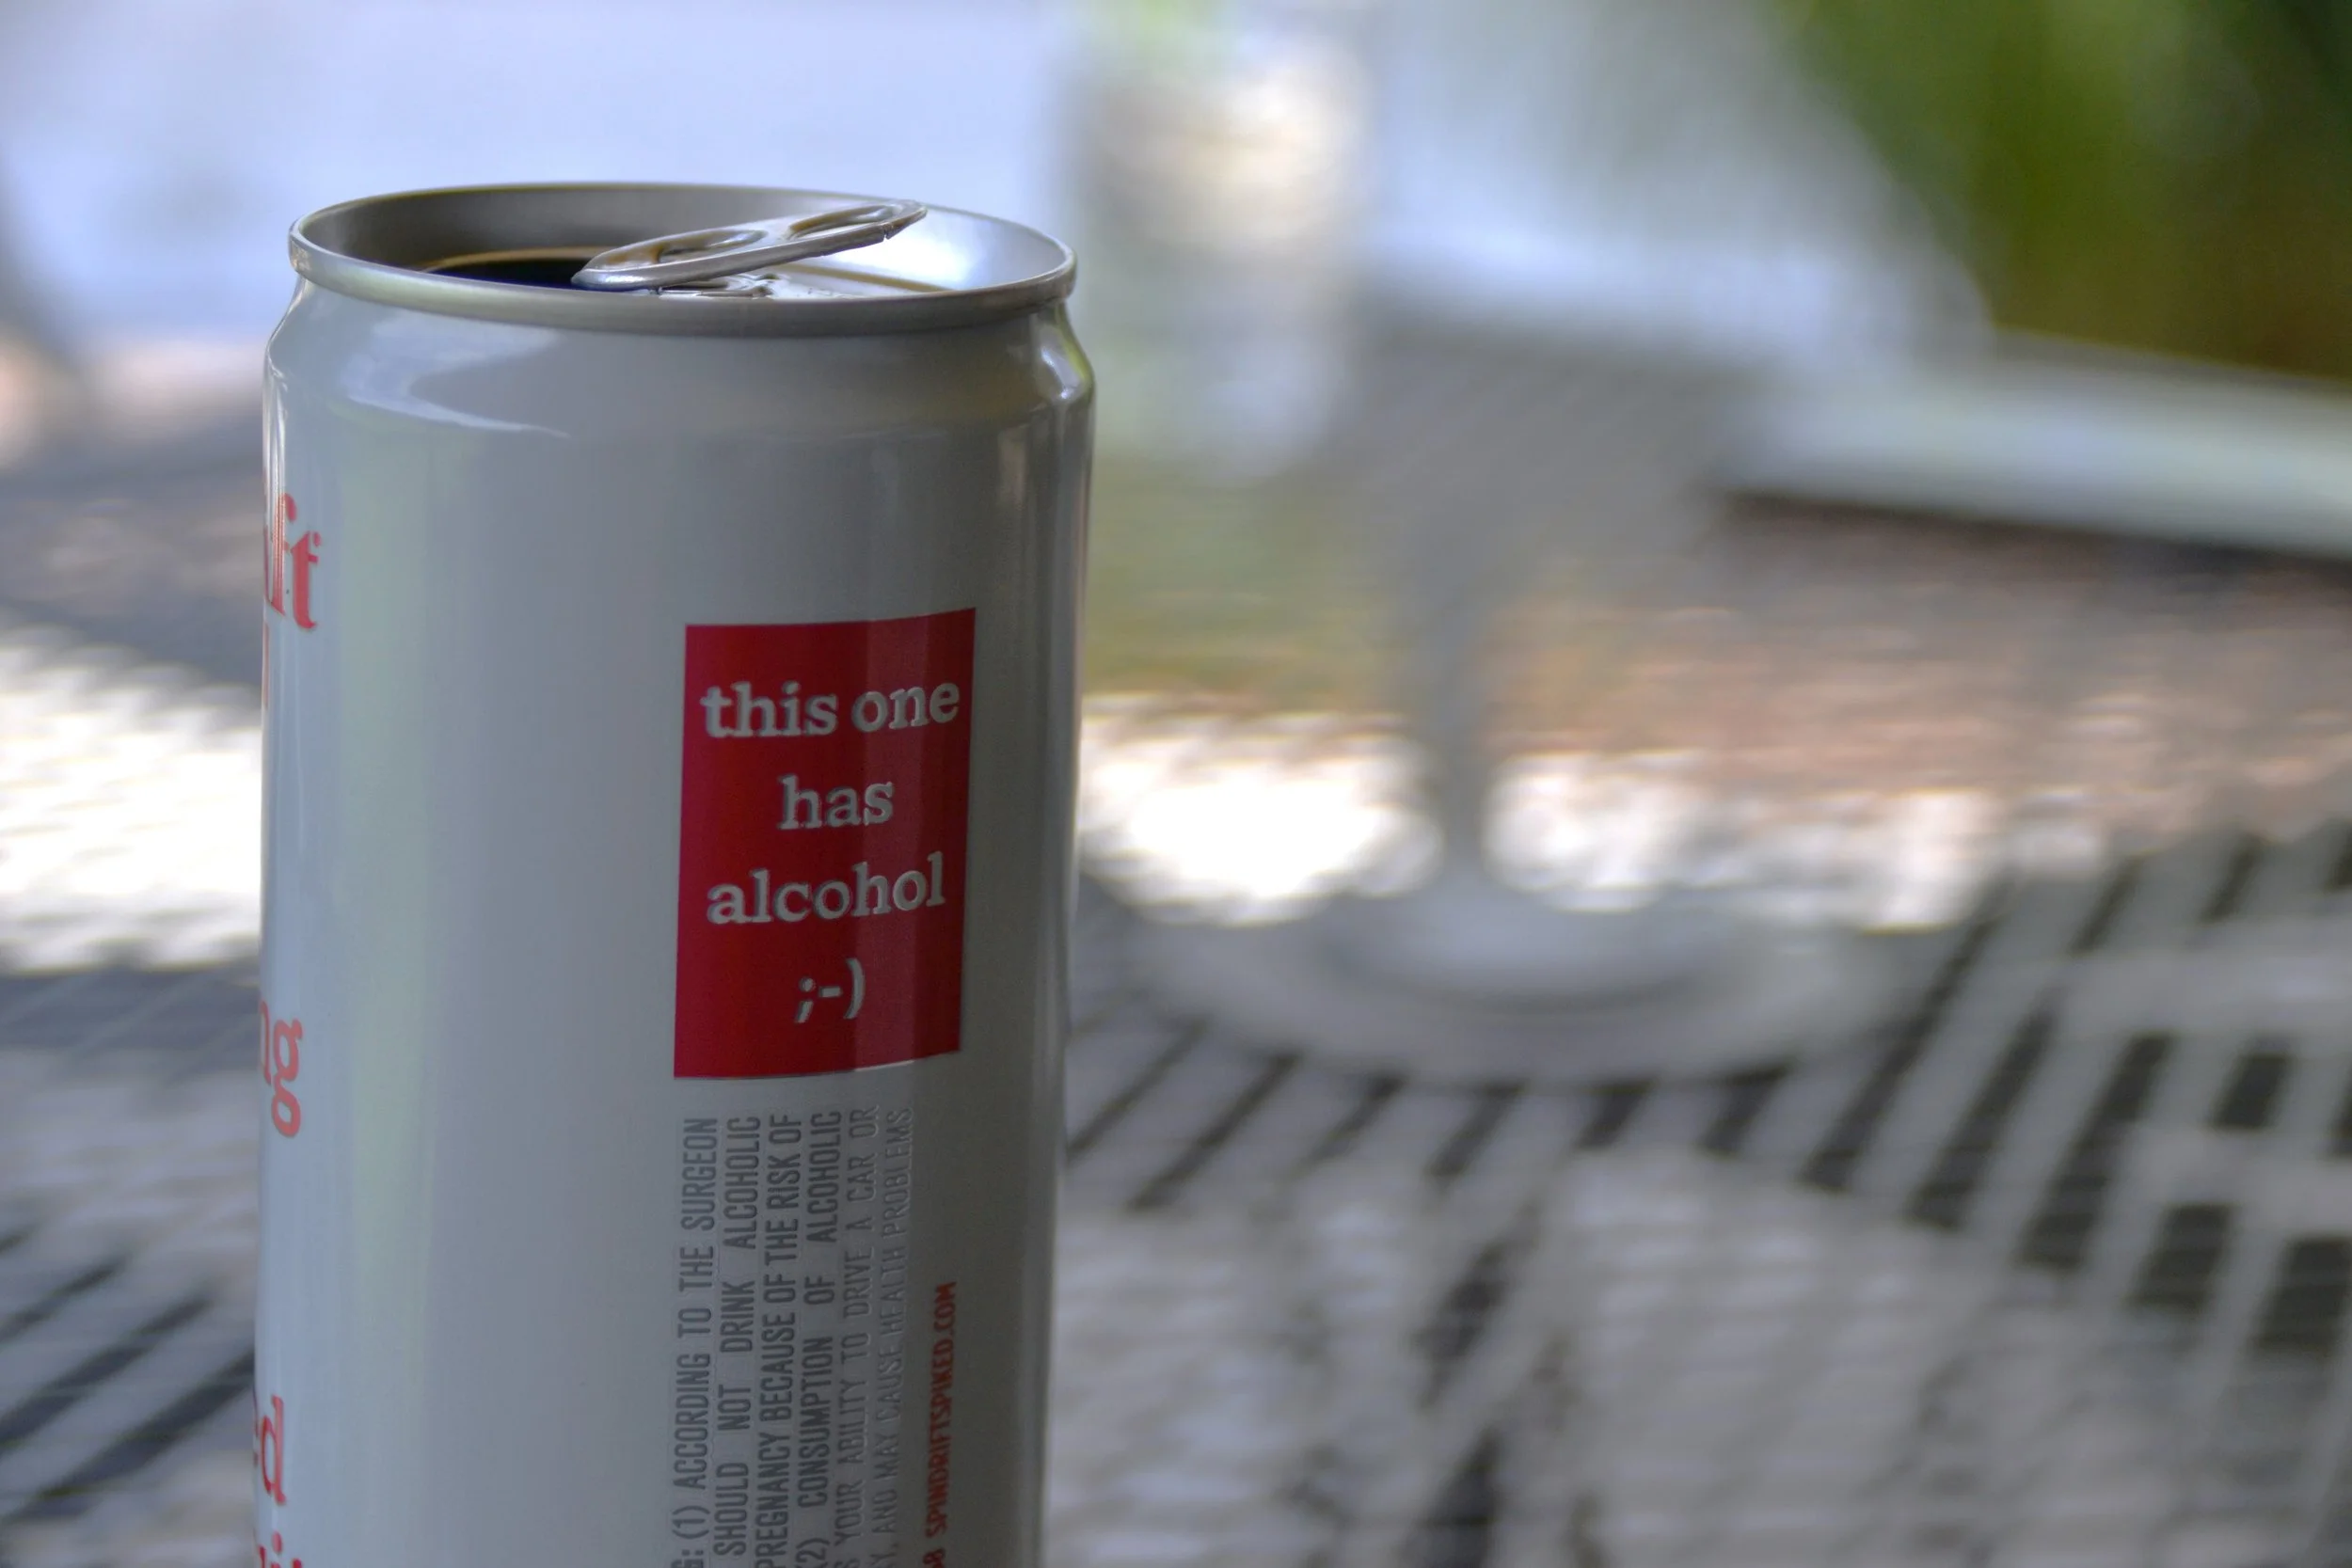 this one
has
alcohol
;-)
(1) ACCORDING TO THE SURGEON
SHOULD NOT DRINK ALCOHOLIC
PREGNANCY BECAUSE OF THE RISK OF
(2) CONSUMPTION OF ALCOHOLIC
YOUR ABILITY TO DRIVE A CAR OR
AND MAY CAUSE HEALTH PROBLEMS.
SPINDRIFTSPIKED.COM